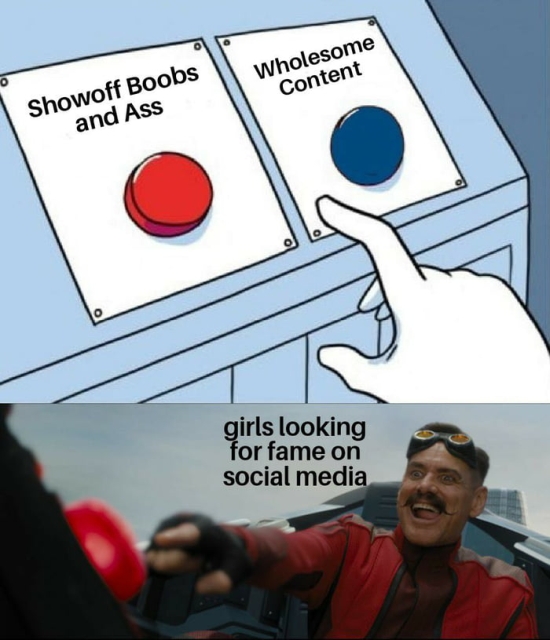 Showoff Boobs
and Ass
Wholesome
Content
girls looking
for fame on
social media